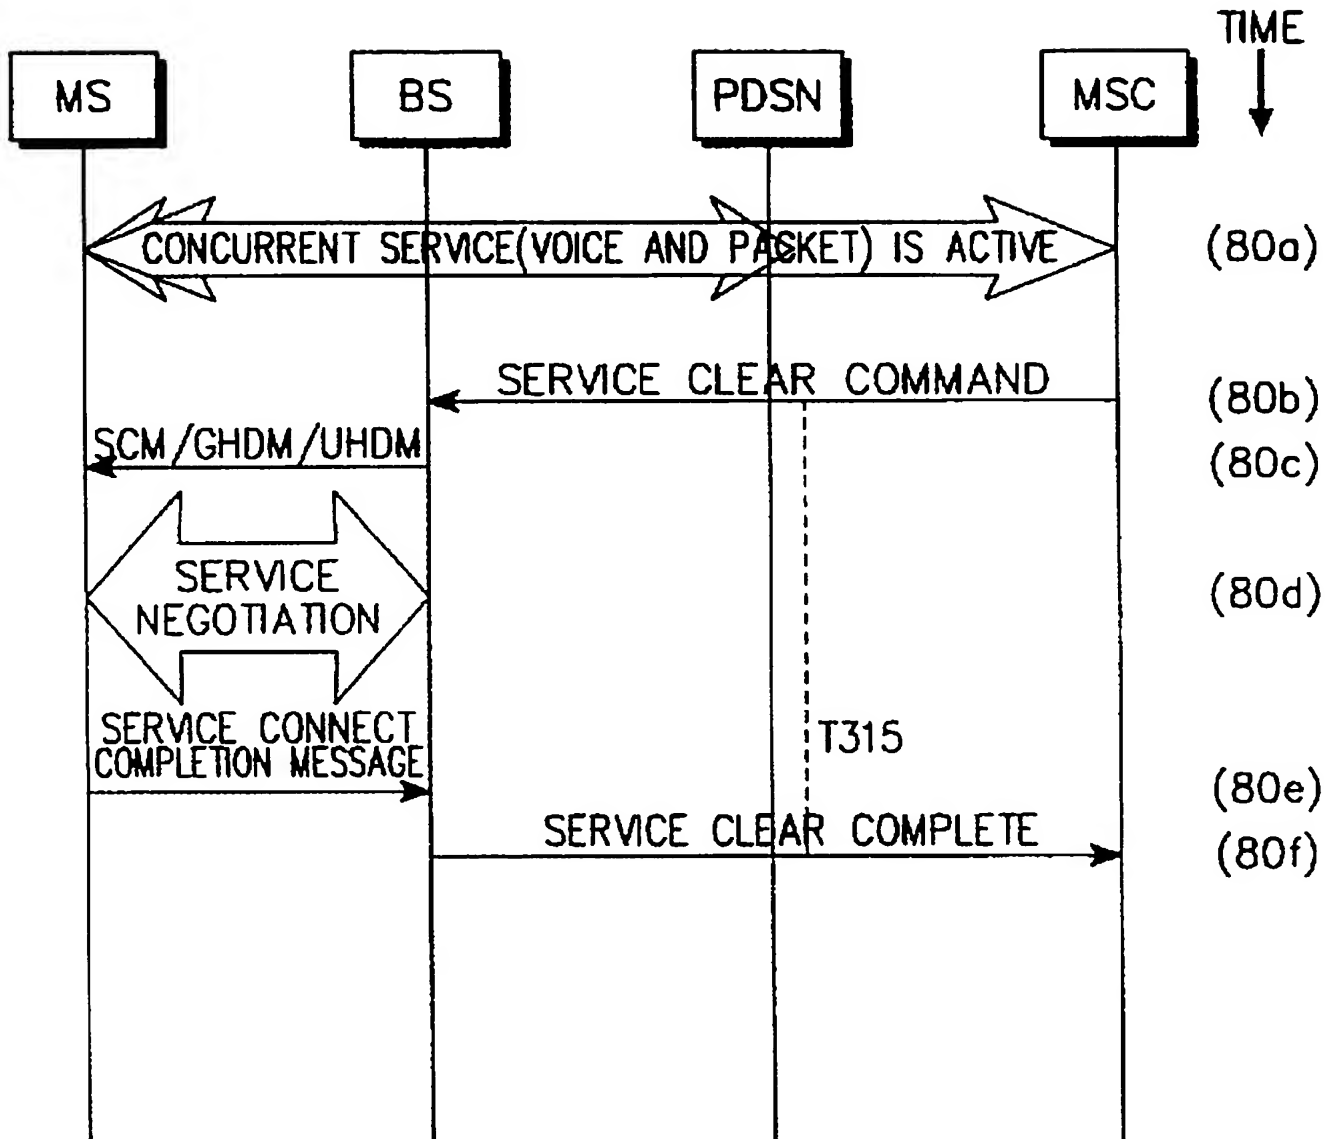 TIME
MS BS PDSN MSC
CONCURRENT SERVICE(VOICE AND PACKET) IS ACTIVE (80a)
SERVICE CLEAR COMMAND (80b)
SCM/GHDM/UHDM (80c)
SERVICE
NEGOTIATION (80d)
SERVICE CONNECT
COMPLETION MESSAGE
T315
(80e)
SERVICE CLEAR COMPLETE (80f)